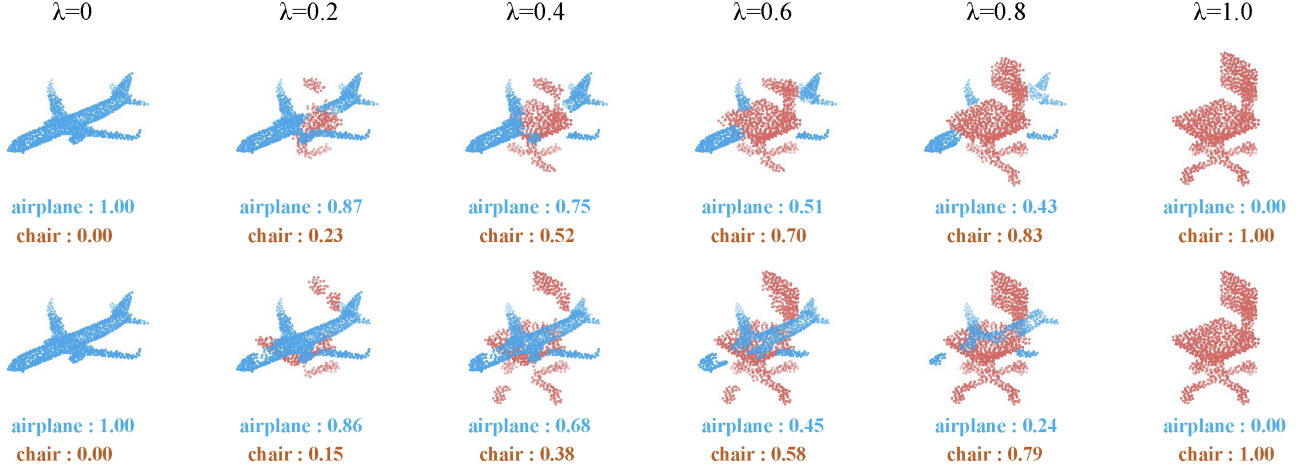 λ=0 λ=0.2 λ=0.4 λ=0.6 λ=0.8 λ=1.0
airplane : 1.00 airplane : 0.87 airplane : 0.75 airplane : 0.51 airplane : 0.43 airplane : 0.00
chair : 0.00 chair : 0.23 chair : 0.52 chair : 0.70 chair : 0.83 chair : 1.00
airplane : 1.00 airplane : 0.86 airplane : 0.68 airplane : 0.45 airplane : 0.24 airplane : 0.00
chair : 0.00 chair : 0.15 chair : 0.38 chair : 0.58 chair : 0.79 chair : 1.00